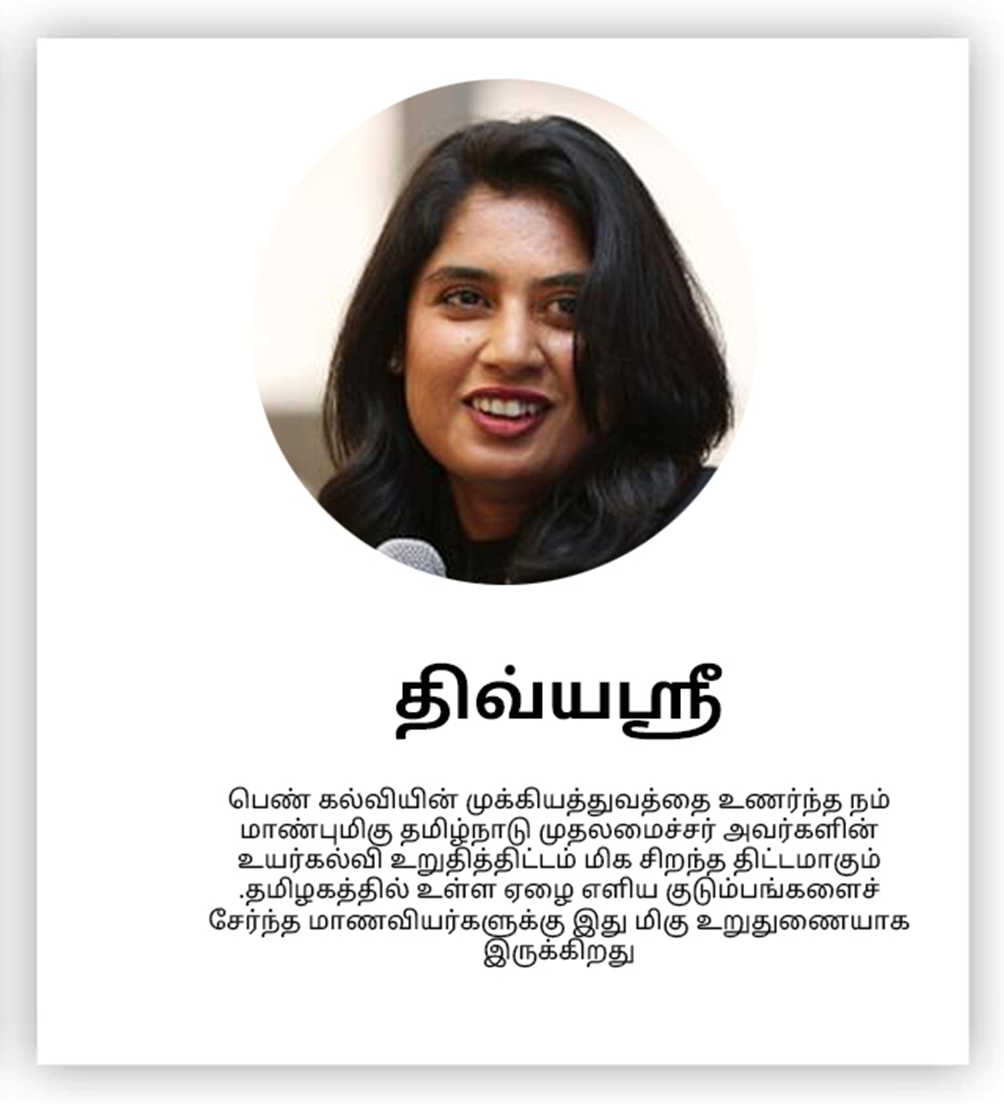 திவ்யஸ்ரீ
பெண் கல்வியின் முக்கியத்துவத்தை உணர்ந்த நம்
மாண்புமிகு தமிழ்நாடு முதலமைச்சர் அவர்களின்
உயர்கல்வி உறுதித்திட்டம் மிக சிறந்த திட்டமாகும்
.தமிழகத்தில் உள்ள ஏழை எளிய குடும்பங்களைச்
சேர்ந்த மாணவியர்களுக்கு இது மிகு உறுதுணையாக
இருக்கிறது